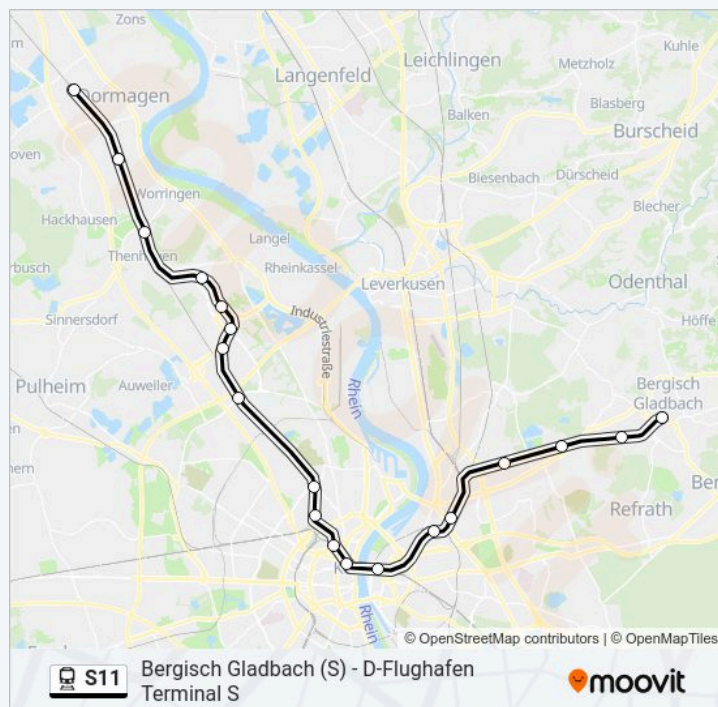 Zons
Leichlingen
Kuhle
Metzholz
Langenfeld
Dormagen
Blasberg
Balken
Burscheid
oven
Biesenbach
Dürscheid
Worringen
Blecher
Hackhausen
Langel
Thenhoven
Rheinkassel
Odenthal
rbusch
Leverkusen
Industriestraße
Sinnersdorf
Höffe
Pulheim
Auweiler
Rhein
Bergisch
Gladbach
hern
Ber
Refrath
K
Rhein
© OpenStreetMap contributors | © OpenMapTiles
S11
Bergisch Gladbach (S) - D-Flughafen
Terminal S
moovit